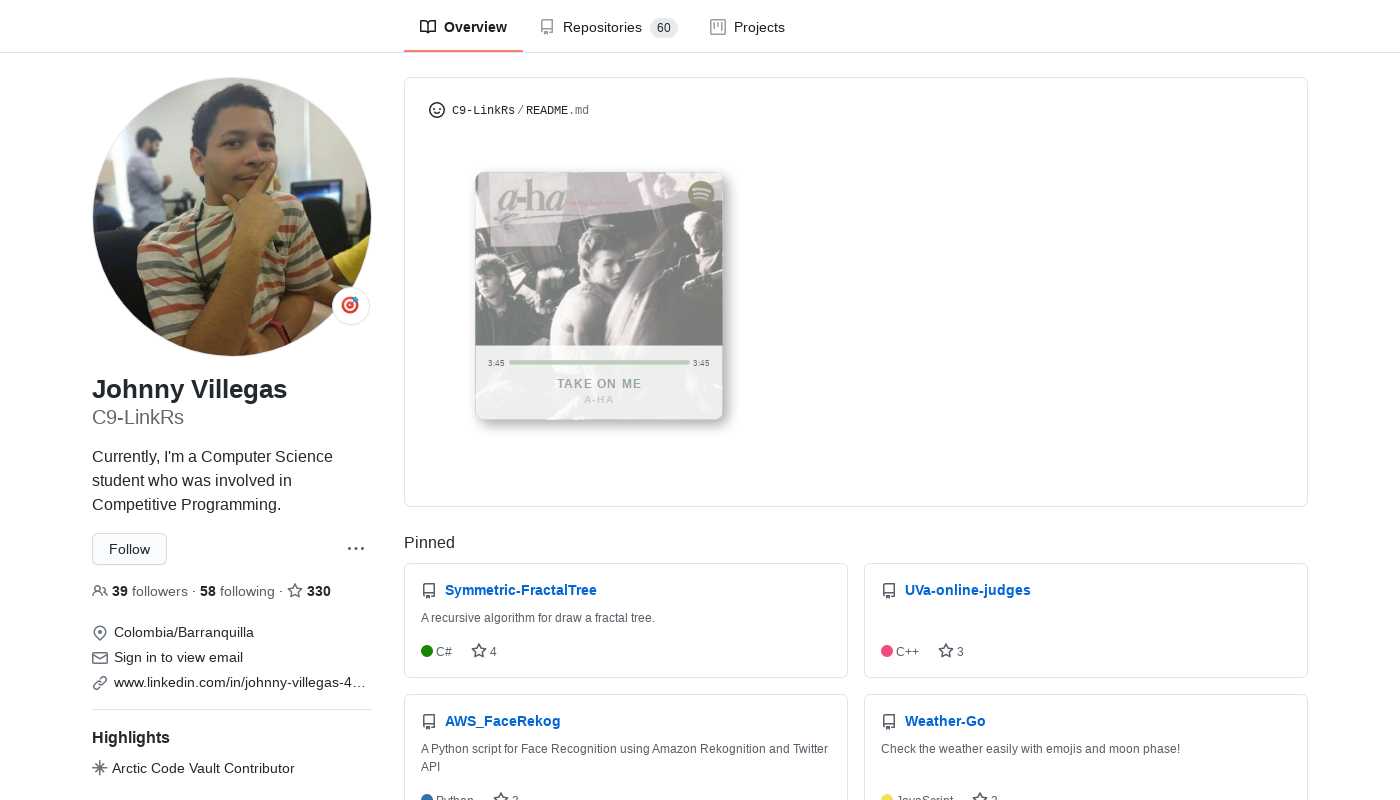 Overview
Repositories 60
Projects
C9-LinkRs/README.md
a-ha
3:45 3:45
TAKE ON ME
A-HA
Johnny Villegas
C9-LinkRs
Currently, I'm a Computer Science
student who was involved in
Competitive Programming.
Follow
39 followers · 58 following · 330
Colombia/Barranquilla
Sign in to view email
www.linkedin.com/in/johnny-villegas-4…
Highlights
Arctic Code Vault Contributor
Pinned
Symmetric-FractalTree
A recursive algorithm for draw a fractal tree.
C# 4
UVa-online-judges
C++ 3
AWS_FaceRekog
A Python script for Face Recognition using Amazon Rekognition and Twitter
API
Python
Weather-Go
Check the weather easily with emojis and moon phase!
JavaScript